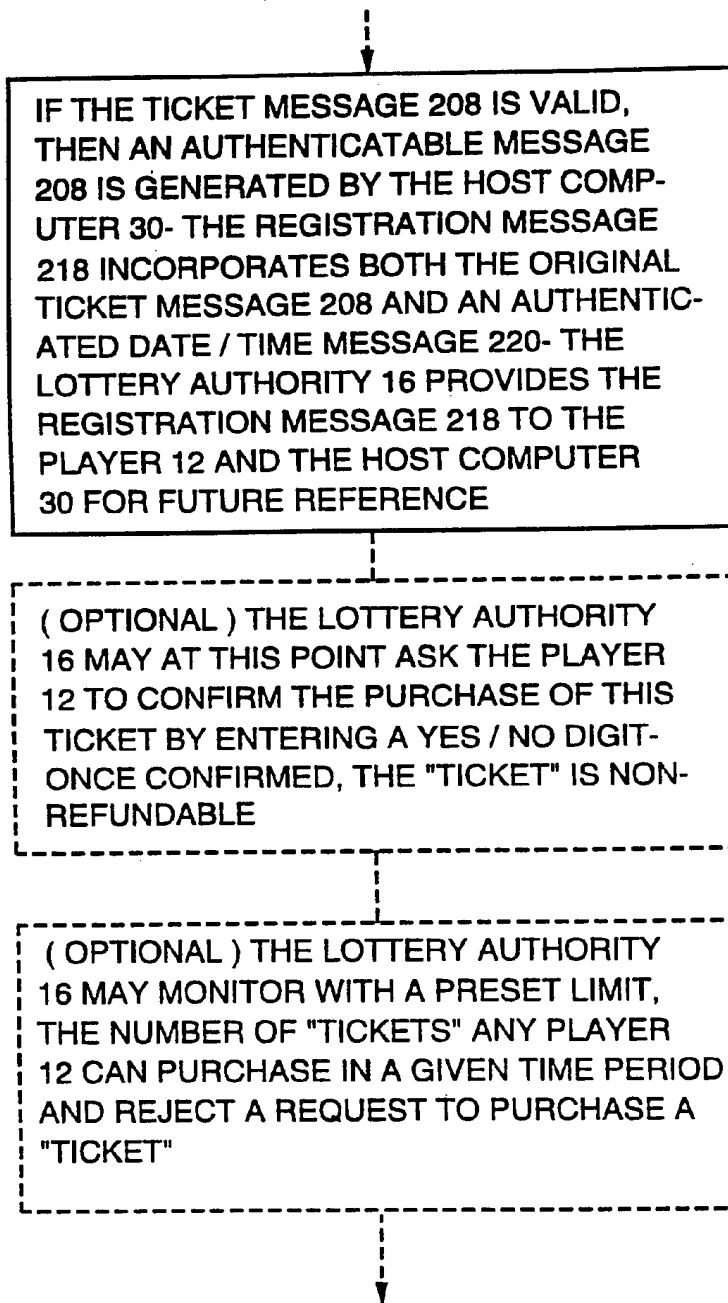 IF THE TICKET MESSAGE 208 IS VALID,
THEN AN AUTHENTICATABLE MESSAGE
208 IS GENERATED BY THE HOST COMP-
UTER 30- THE REGISTRATION MESSAGE
218 INCORPORATES BOTH THE ORIGINAL
TICKET MESSAGE 208 AND AN AUTHENTIC-
ATED DATE / TIME MESSAGE 220- THE
LOTTERY AUTHORITY 16 PROVIDES THE
REGISTRATION MESSAGE 218 TO THE
PLAYER 12 AND THE HOST COMPUTER
30 FOR FUTURE REFERENCE
( OPTIONAL ) THE LOTTERY AUTHORITY
16 MAY AT THIS POINT ASK THE PLAYER
12 TO CONFIRM THE PURCHASE OF THIS
TICKET BY ENTERING A YES / NO DIGIT-
ONCE CONFIRMED, THE "TICKET" IS NON-
REFUNDABLE
( OPTIONAL ) THE LOTTERY AUTHORITY
16 MAY MONITOR WITH A PRESET LIMIT,
THE NUMBER OF "TICKETS" ANY PLAYER
12 CAN PURCHASE IN A GIVEN TIME PERIOD
AND REJECT A REQUEST TO PURCHASE A
"TICKET"